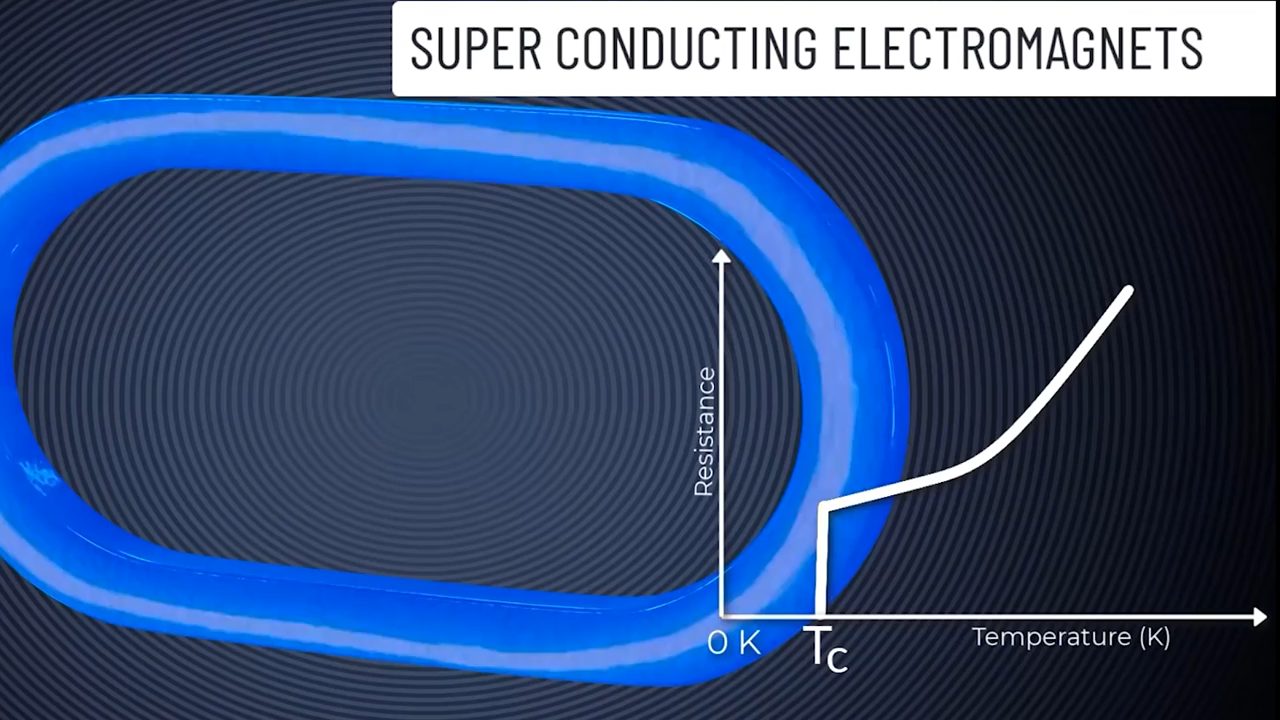 SUPER CONDUCTING ELECTROMAGNETS
Resistance
0 K
Tc
Temperature (K)